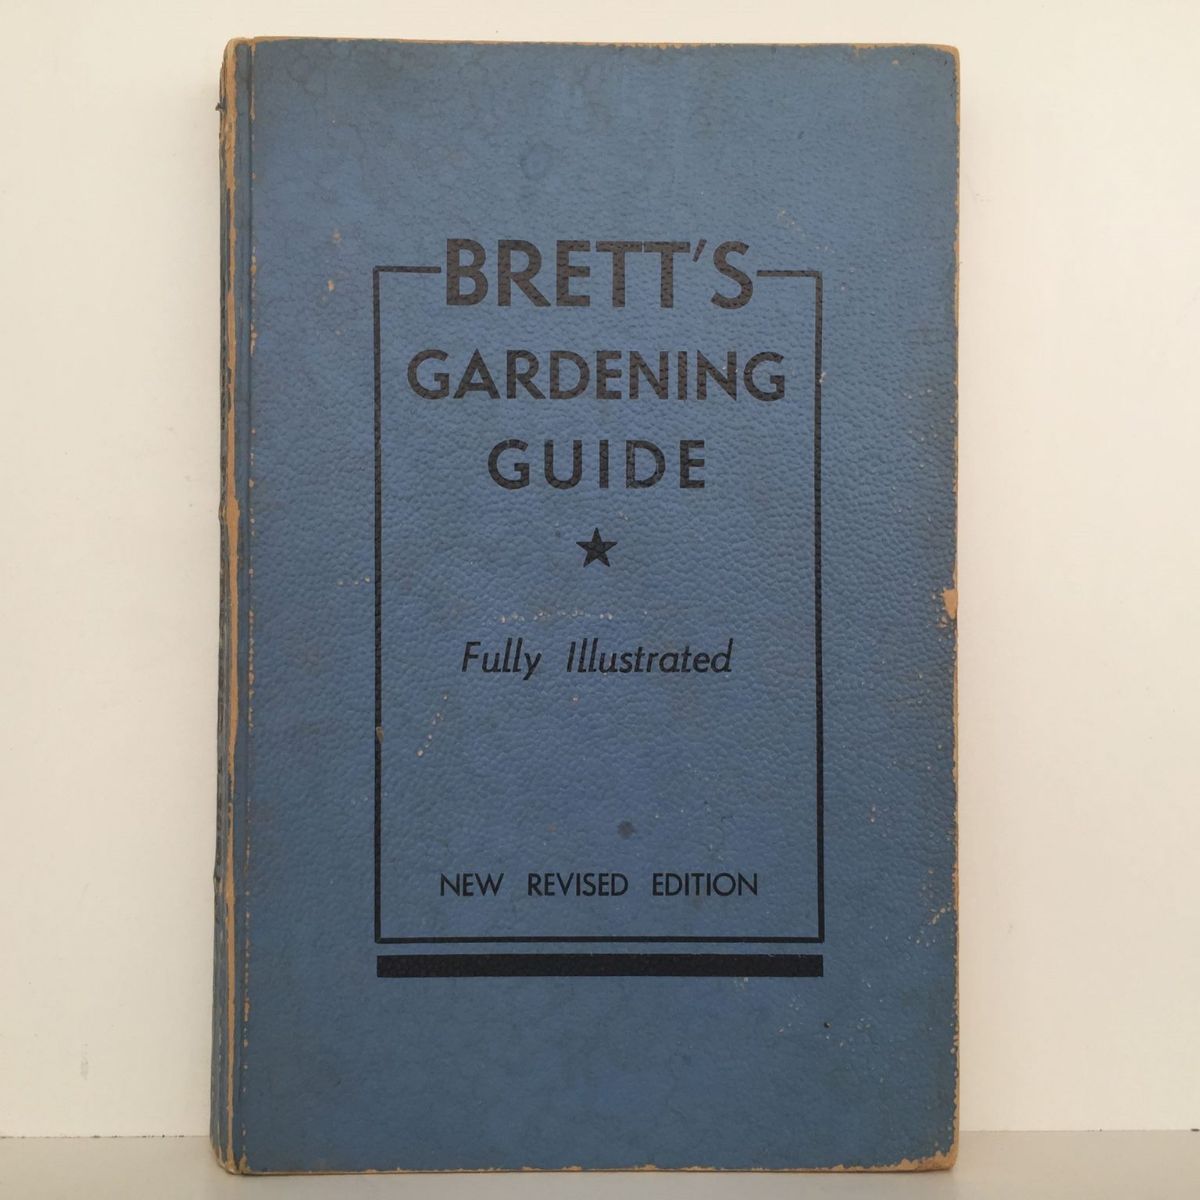 BRETT'S
GARDENING
GUIDE
Fully Illustrated
NEW REVISED EDITION